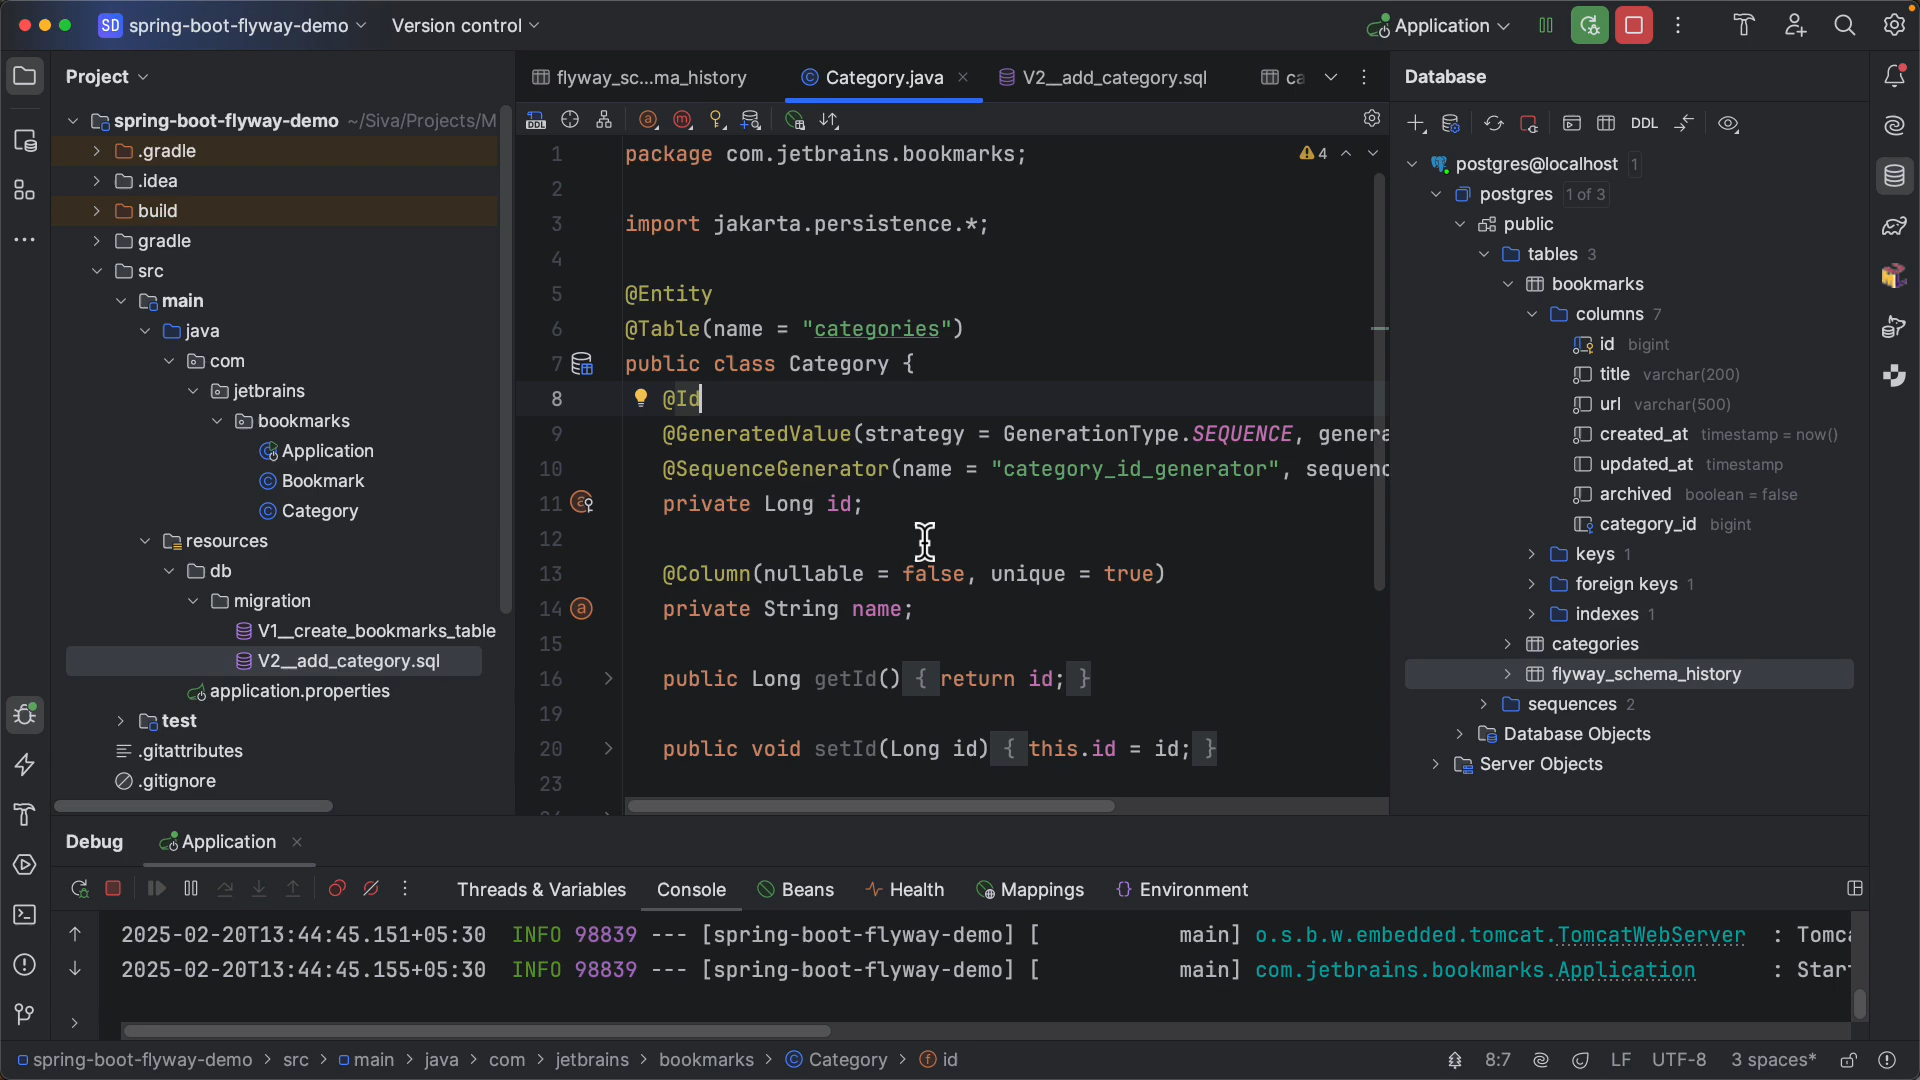 SD spring-boot-flyway-demo Version control Application
Project
spring-boot-flyway-demo ~/Siva/Projects/M
.gradle
.idea
build
gradle
src
main
java
com
jetbrains
bookmarks
Application
Bookmark
Category
resources
db
migration
V1__create_bookmarks_table
V2__add_category.sql
application.properties
test
.gitattributes
.gitignore
flyway_sc...ma_history Category.java V2__add_category.sql ca
DDL
4
1 package com.jetbrains.bookmarks;
2
3 import jakarta.persistence.*;
4
5 @Entity
6 @Table(name = "categories")
7 public class Category {
8 @Id
9 @GeneratedValue(strategy = GenerationType.SEQUENCE, genera
10 @SequenceGenerator(name = "category_id_generator", sequenc
11 private Long id;
12
13 @Column(nullable = false, unique = true)
14 private String name;
15
16 public Long getId() { return id; }
19
20 public void setId(Long id) { this.id = id; }
23
Database
DDL
postgres@localhost 1
postgres 1 of 3
public
tables 3
bookmarks
columns 7
id bigint
title varchar(200)
url varchar(500)
created_at timestamp = now()
updated_at timestamp
archived boolean = false
category_id bigint
keys 1
foreign keys 1
indexes 1
categories
flyway_schema_history
sequences 2
Database Objects
Server Objects
Debug Application
Threads & Variables Console Beans Health Mappings Environment
2025-02-20T13:44:45.151+05:30 INFO 98839 --- [spring-boot-flyway-demo] [ main] o.s.b.w.embedded.tomcat.TomcatWebServer : Tomca
2025-02-20T13:44:45.155+05:30 INFO 98839 --- [spring-boot-flyway-demo] [ main] com.jetbrains.bookmarks.Application : Star
spring-boot-flyway-demo > src > main > java > com > jetbrains > bookmarks > Category > id 8:7 LF UTF-8 3 spaces*